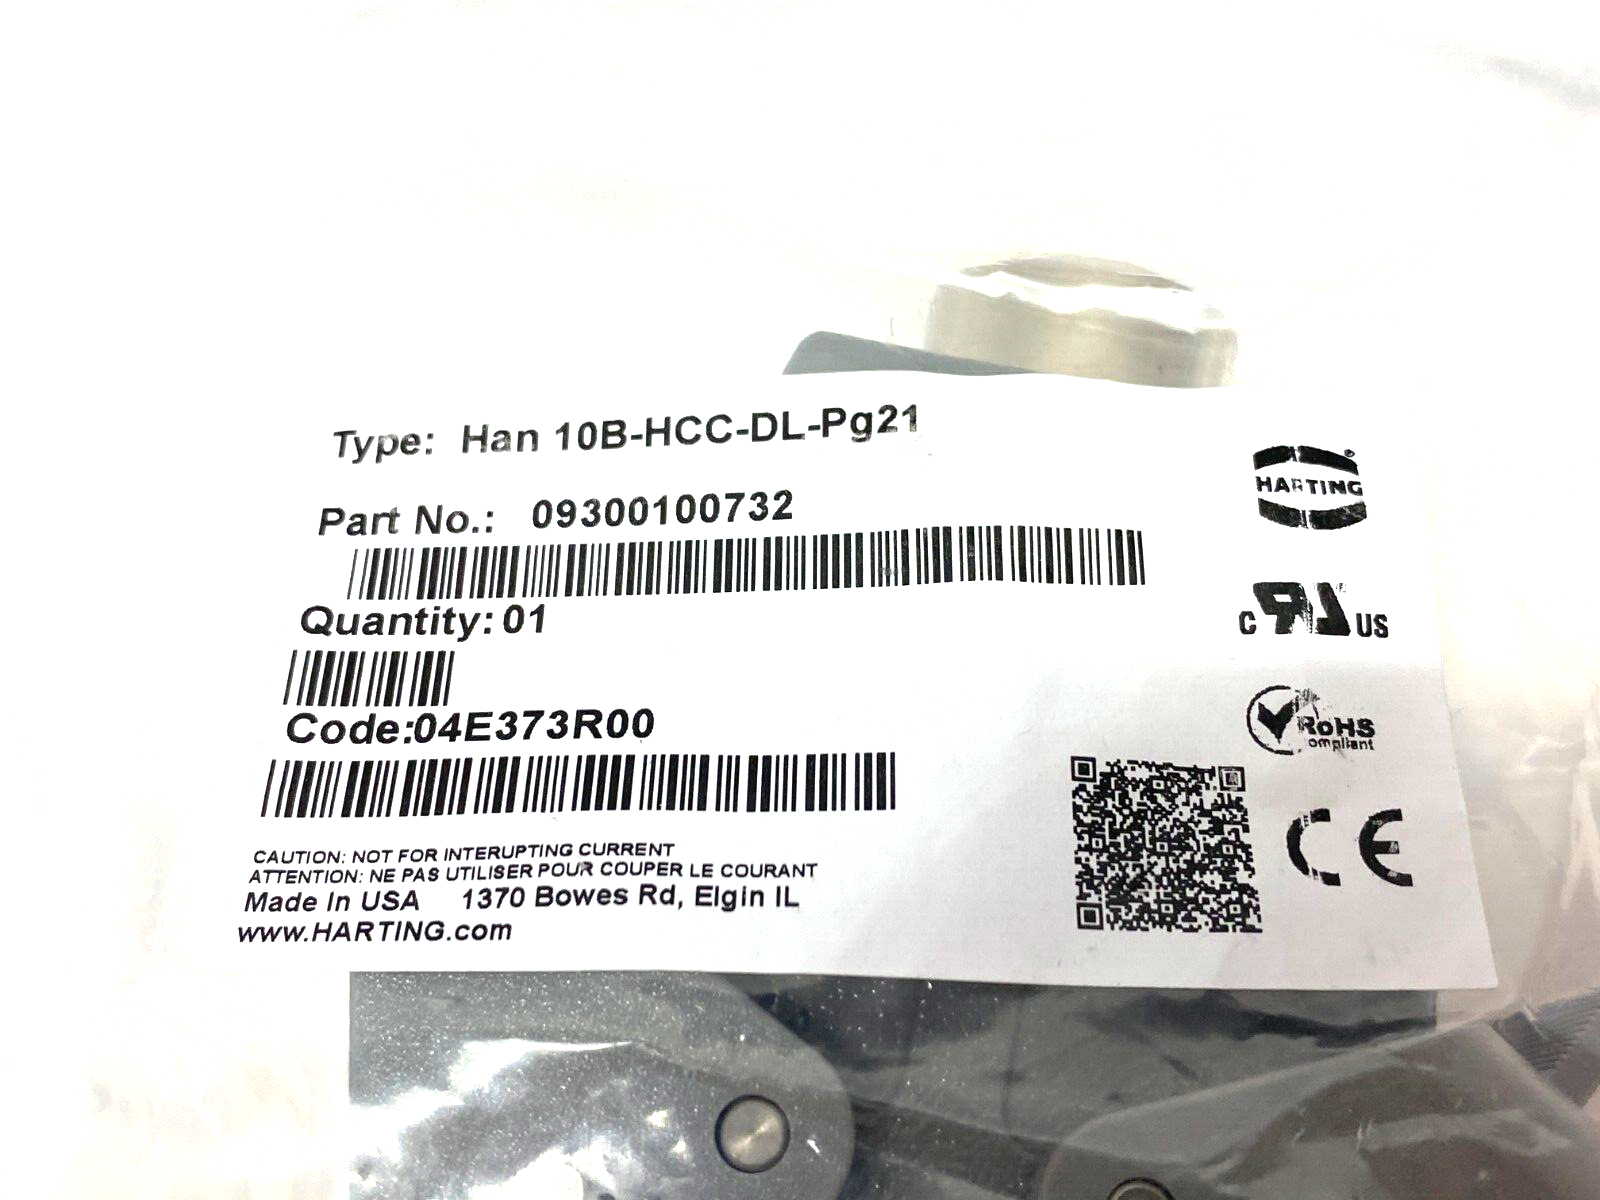 Type: Han 10B-HCC-DL-Pg21
Part No.: 09300100732
HARTING
Quantity: 01
c US
Code:04E373R00
RoHS
ompliant
CE
CAUTION: NOT FOR INTERUPTING CURRENT
ATTENTION: NE PAS UTILISER POUR COUPER LE COURANT
Made In USA 1370 Bowes Rd, Elgin IL
www.HARTING.com